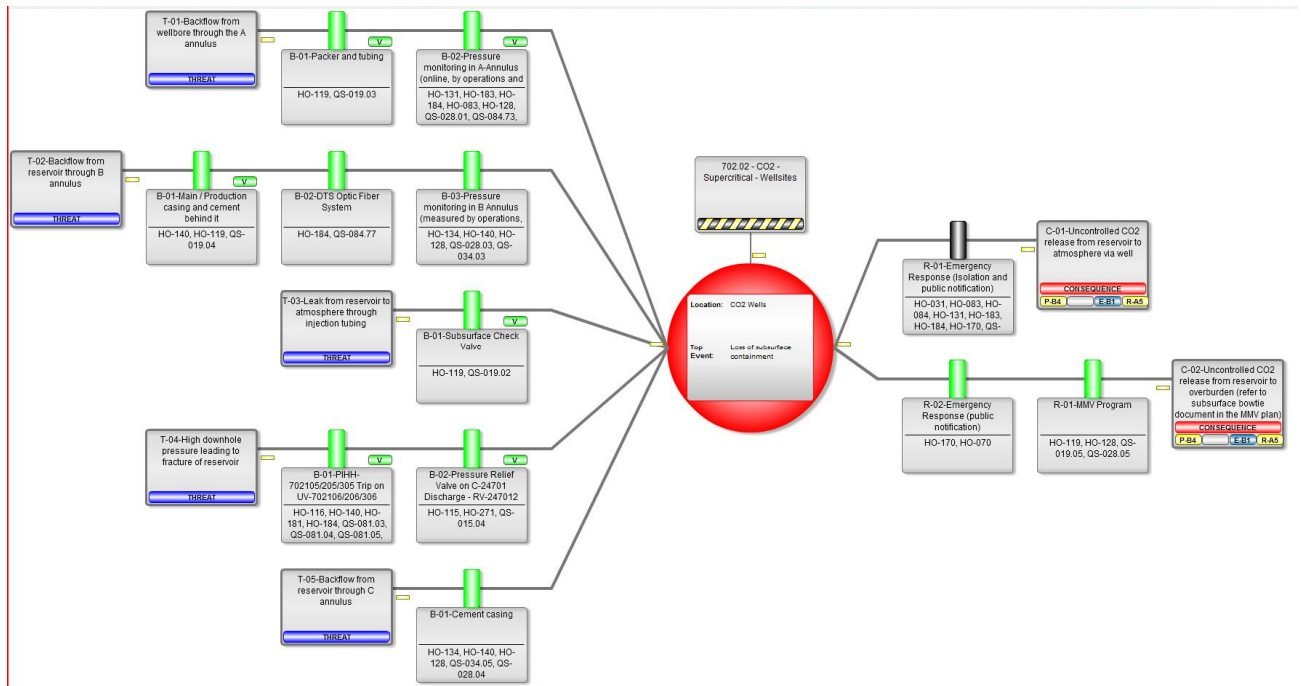 T-01-Backflow from
wellbore through the A
annulus
THREAT
V
B-01-Packer and tubing
HO-119, QS-019.03
V
B-02-Pressure
monitoring in A-Annulus
(online, by operations and
HO-131, HO-183, HO-
184, HO-083, HO-128,
QS-028.01, QS-084.73,
T-02-Backflow from
reservoir through B
annulus
THREAT
V
B-01-Main / Production
casing and cement
behind it
HO-140, HO-119, QS-
019.04
B-02-DTS Optic Fiber
System
HO-184, QS-084.77
V
B-03-Pressure
monitoring in B Annulus
(measured by operations,
HO-134, HO-140, HO-
128, QS-028.03, QS-
034.03
T-03-Leak from reservoir to
atmosphere through
injection tubing
THREAT
V
B-01-Subsurface Check
Valve
HO-119, QS-019.02
T-04-High downhole
pressure leading to
fracture of reservoir
THREAT
V
B-01-PIHH-
702105/205/305 Trip on
UV-702106/206/306
HO-116, HO-140, HO-
181, HO-184, QS-081.03,
QS-081.04, QS-081.05,
V
B-02-Pressure Relief
Valve on C-24701
Discharge - RV-247012
HO-115, HO-271, QS-
015.04
T-05-Backflow from
reservoir through C
annulus
THREAT
B-01-Cement casing
HO-134, HO-140, HO-
128, QS-034.05, QS-
028.04
702.02 - CO2 -
Supercritical - Wellsites
Location: CO2 Wells
Top Event: Loss of subsurface
containment
R-01-Emergency
Response (Isolation and
public notification)
HO-031, HO-083, HO-
084, HO-131, HO-183,
HO-184, HO-170, QS-
C-01-Uncontrolled CO2
release from reservoir to
atmosphere via well
CONSEQUENCE
P-B4 E-B1 R-A5
R-02-Emergency
Response (public
notification)
HO-170, HO-070
R-01-MMV Program
HO-119, HO-128, QS-
019.05, QS-028.05
C-02-Uncontrolled CO2
release from reservoir to
overburden (refer to
subsurface bowtie
document in the MMV plan)
CONSEQUENCE
P-B4 E-B1 R-A5